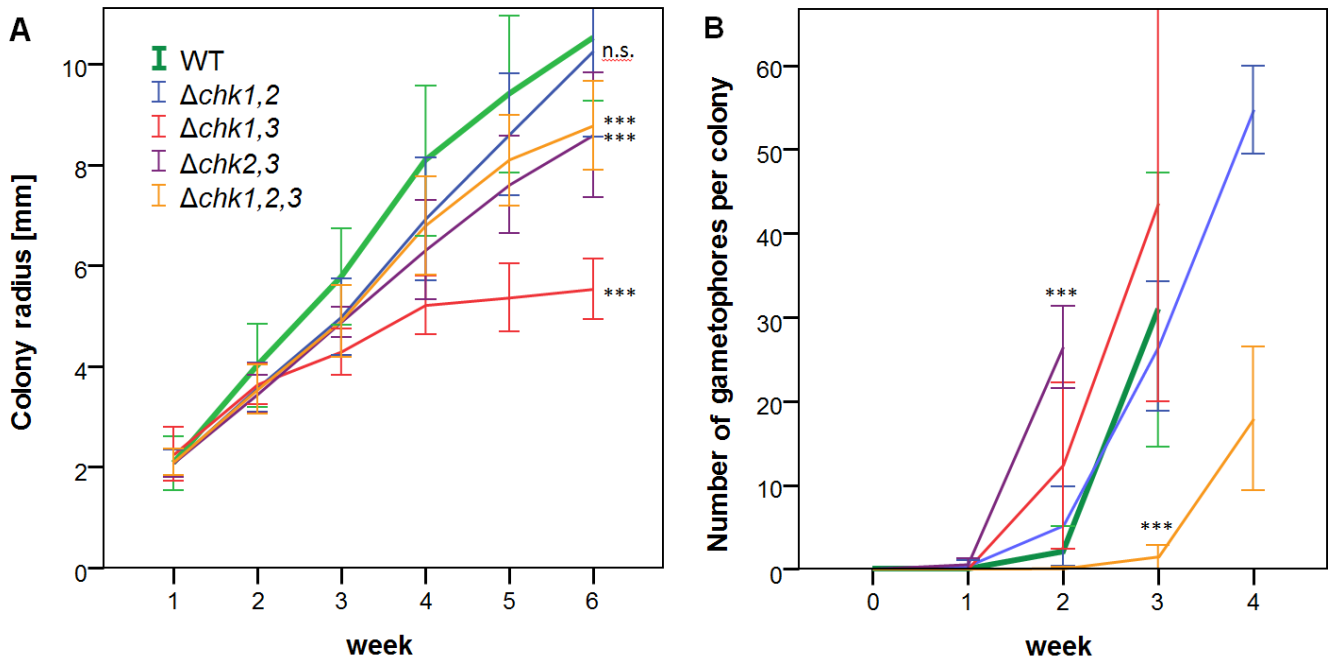 A
Colony radius [mm]
10
8
6
4
2
0
WT
Δchk1,2
Δchk1,3
Δchk2,3
Δchk1,2,3
n.s.
***
***
***
1 2 3 4 5 6
week
B
Number of gametophores per colony
60
50
40
30
20
10
0
***
***
0 1 2 3 4
week